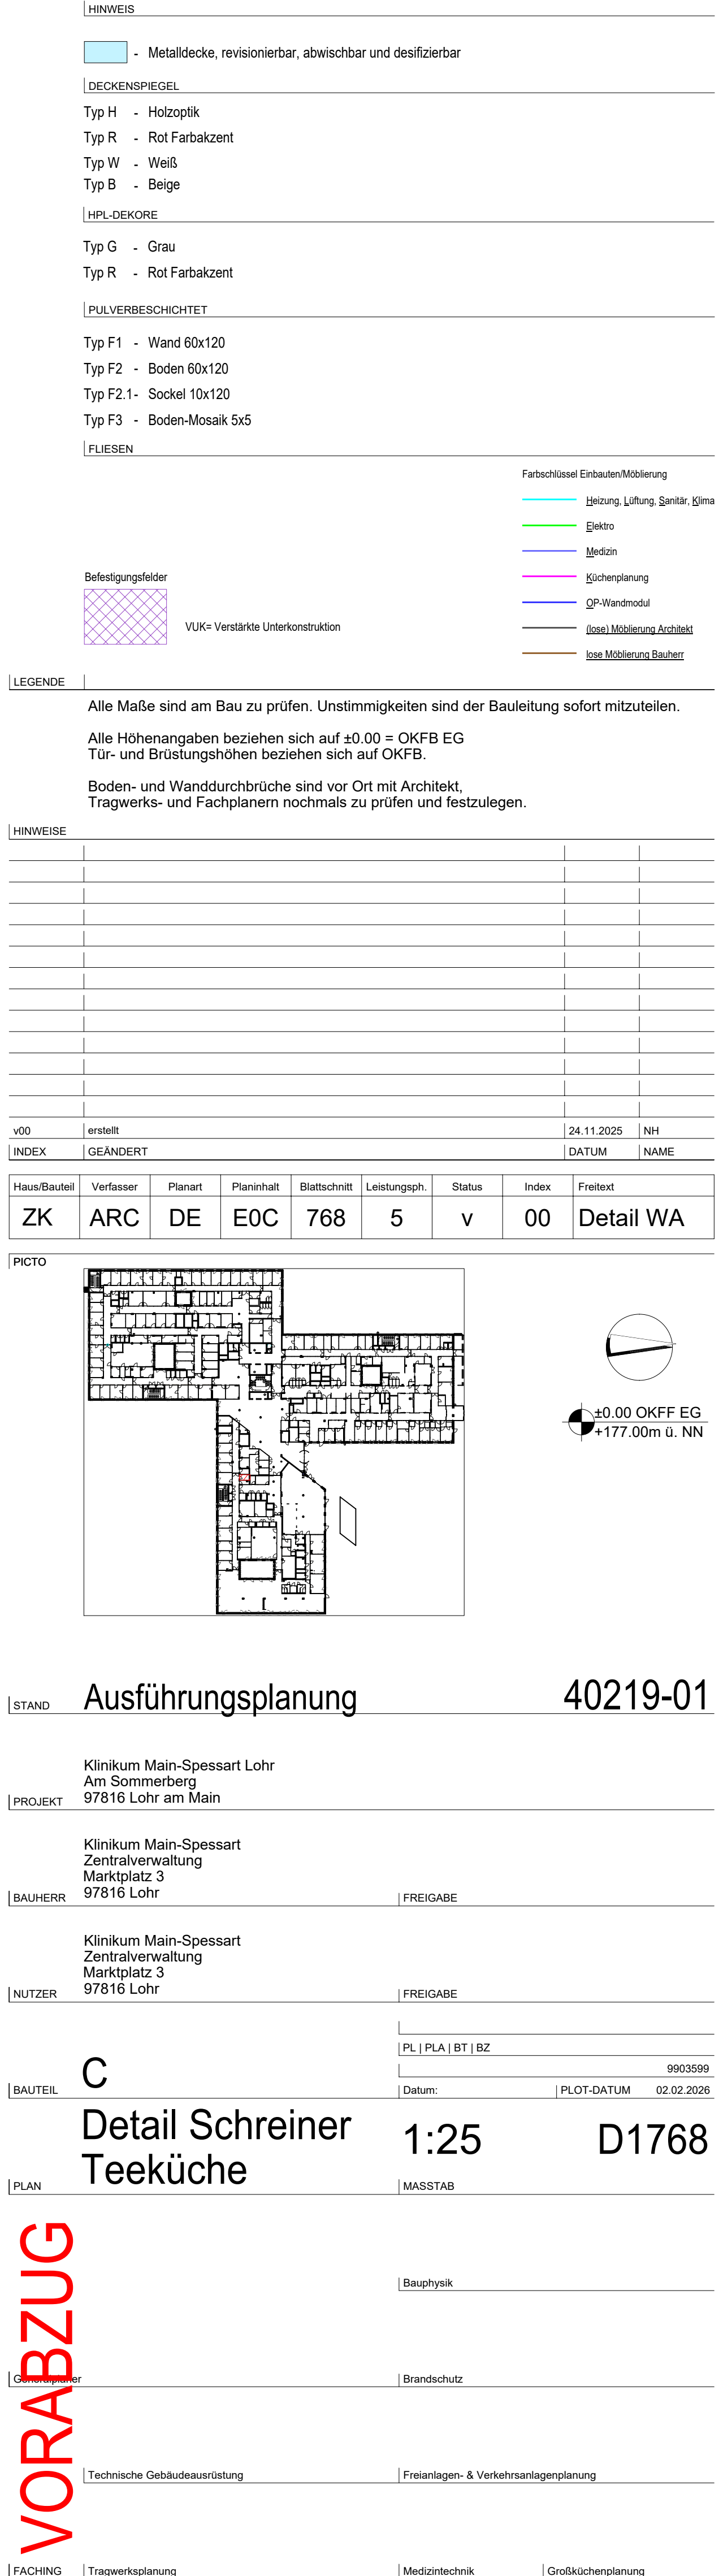 HINWEIS
- Metalldecke, revisionierbar, abwischbar und desifizierbar
DECKENSPIEGEL
Typ H - Holzoptik
Typ R - Rot Farbakzent
Typ W - Weiß
Typ B - Beige
HPL-DEKORE
Typ G - Grau
Typ R - Rot Farbakzent
PULVERBESCHICHTET
Typ F1 - Wand 60x120
Typ F2 - Boden 60x120
Typ F2.1- Sockel 10x120
Typ F3 - Boden-Mosaik 5x5
FLIESEN
Farbschlüssel Einbauten/Möblierung
Heizung, Lüftung, Sanitär, Klima
Elektro
Medizin
Küchenplanung
OP-Wandmodul
(lose) Möblierung Architekt
lose Möblierung Bauherr
Befestigungsfelder
VUK= Verstärkte Unterkonstruktion
LEGENDE
Alle Maße sind am Bau zu prüfen. Unstimmigkeiten sind der Bauleitung sofort mitzuteilen.
Alle Höhenangaben beziehen sich auf ±0.00 = OKFB EG
Tür- und Brüstungshöhen beziehen sich auf OKFB.
Boden- und Wanddurchbrüche sind vor Ort mit Architekt,
Tragwerks- und Fachplanern nochmals zu prüfen und festzulegen.
HINWEISE
v00 erstellt 24.11.2025 NH
INDEX GEÄNDERT DATUM NAME
Haus/Bauteil Verfasser Planart Planinhalt Blattschnitt Leistungsph. Status Index Freitext
ZK ARC DE E0C 768 5 v 00 Detail WA
PICTO
±0.00 OKFF EG
+177.00m ü. NN
STAND Ausführungsplanung 40219-01
Klinikum Main-Spessart Lohr
Am Sommerberg
PROJEKT 97816 Lohr am Main
Klinikum Main-Spessart
Zentralverwaltung
Marktplatz 3
BAUHERR 97816 Lohr FREIGABE
Klinikum Main-Spessart
Zentralverwaltung
Marktplatz 3
NUTZER 97816 Lohr FREIGABE
PL | PLA | BT | BZ
9903599
BAUTEIL C Datum: PLOT-DATUM 02.02.2026
Detail Schreiner
Teeküche
1:25 D1768
PLAN MASSTAB
VORABZUG
Bauphysik
Generalplaner Brandschutz
Technische Gebäudeausrüstung Freianlagen- & Verkehrsanlagenplanung
FACHING Tragwerksplanung Medizintechnik Großküchenplanung